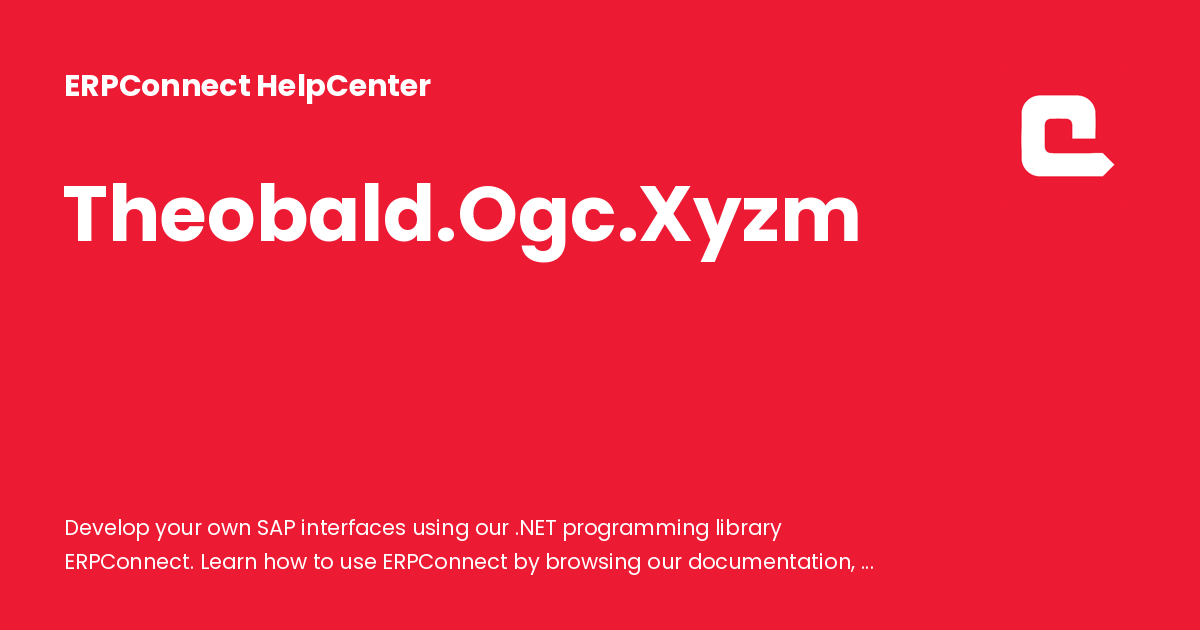 ERPConnect HelpCenter
Theobald.Ogc.Xyzm
Develop your own SAP interfaces using our .NET programming library
ERPConnect. Learn how to use ERPConnect by browsing our documentation, ...